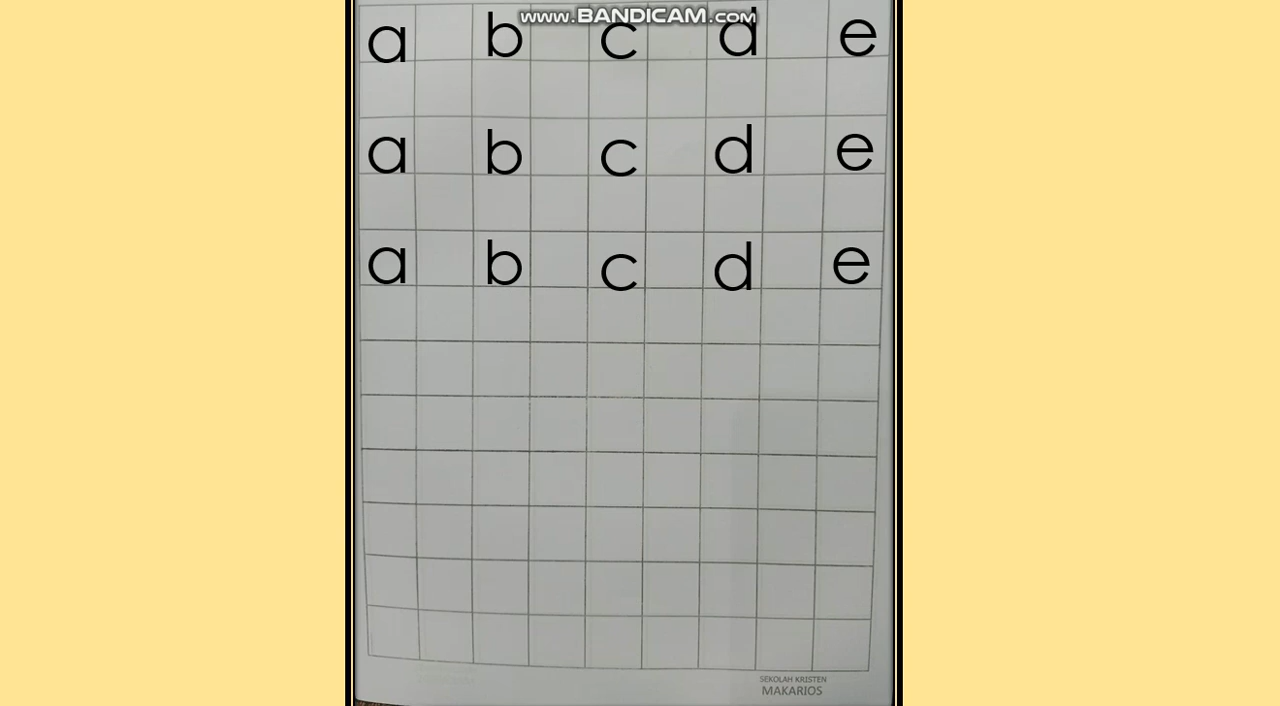 www.BANDICAM.com
a b c d e
a b c d e
a b c d e
SEKOLAH KRISTEN
MAKARIOS